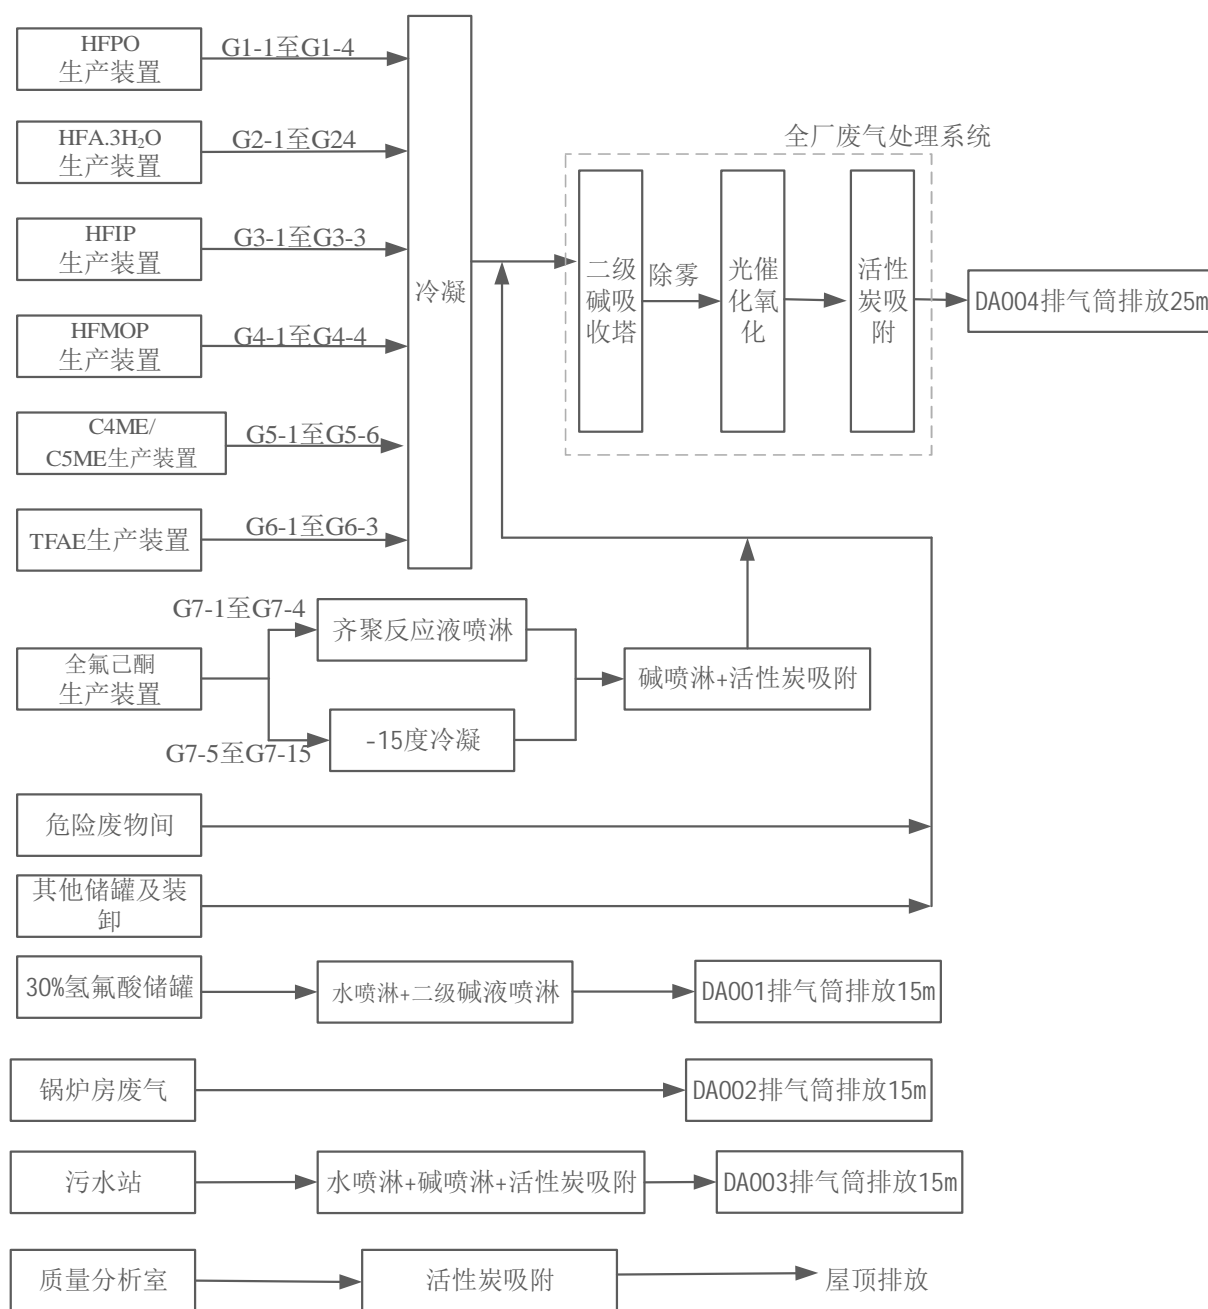 HFPO
生产装置
G1-1至G1-4
HFA.3H₂O
生产装置
G2-1至G24
HFIP
生产装置
G3-1至G3-3
HFMOP
生产装置
G4-1至G4-4
C4ME/
C5ME生产装置
G5-1至G5-6
TFAE生产装置
G6-1至G6-3
冷凝
全厂废气处理系统
二级
碱吸
收塔
除雾
光催
化氧
化
活性
炭吸
附
DA004排气筒排放25m
全氟己酮
生产装置
G7-1至G7-4
齐聚反应液喷淋
G7-5至G7-15
-15度冷凝
碱喷淋+活性炭吸附
危险废物间
其他储罐及装
卸
30%氢氟酸储罐
水喷淋+二级碱液喷淋
DA001排气筒排放15m
锅炉房废气
DA002排气筒排放15m
污水站
水喷淋+碱喷淋+活性炭吸附
DA003排气筒排放15m
质量分析室
活性炭吸附
屋顶排放